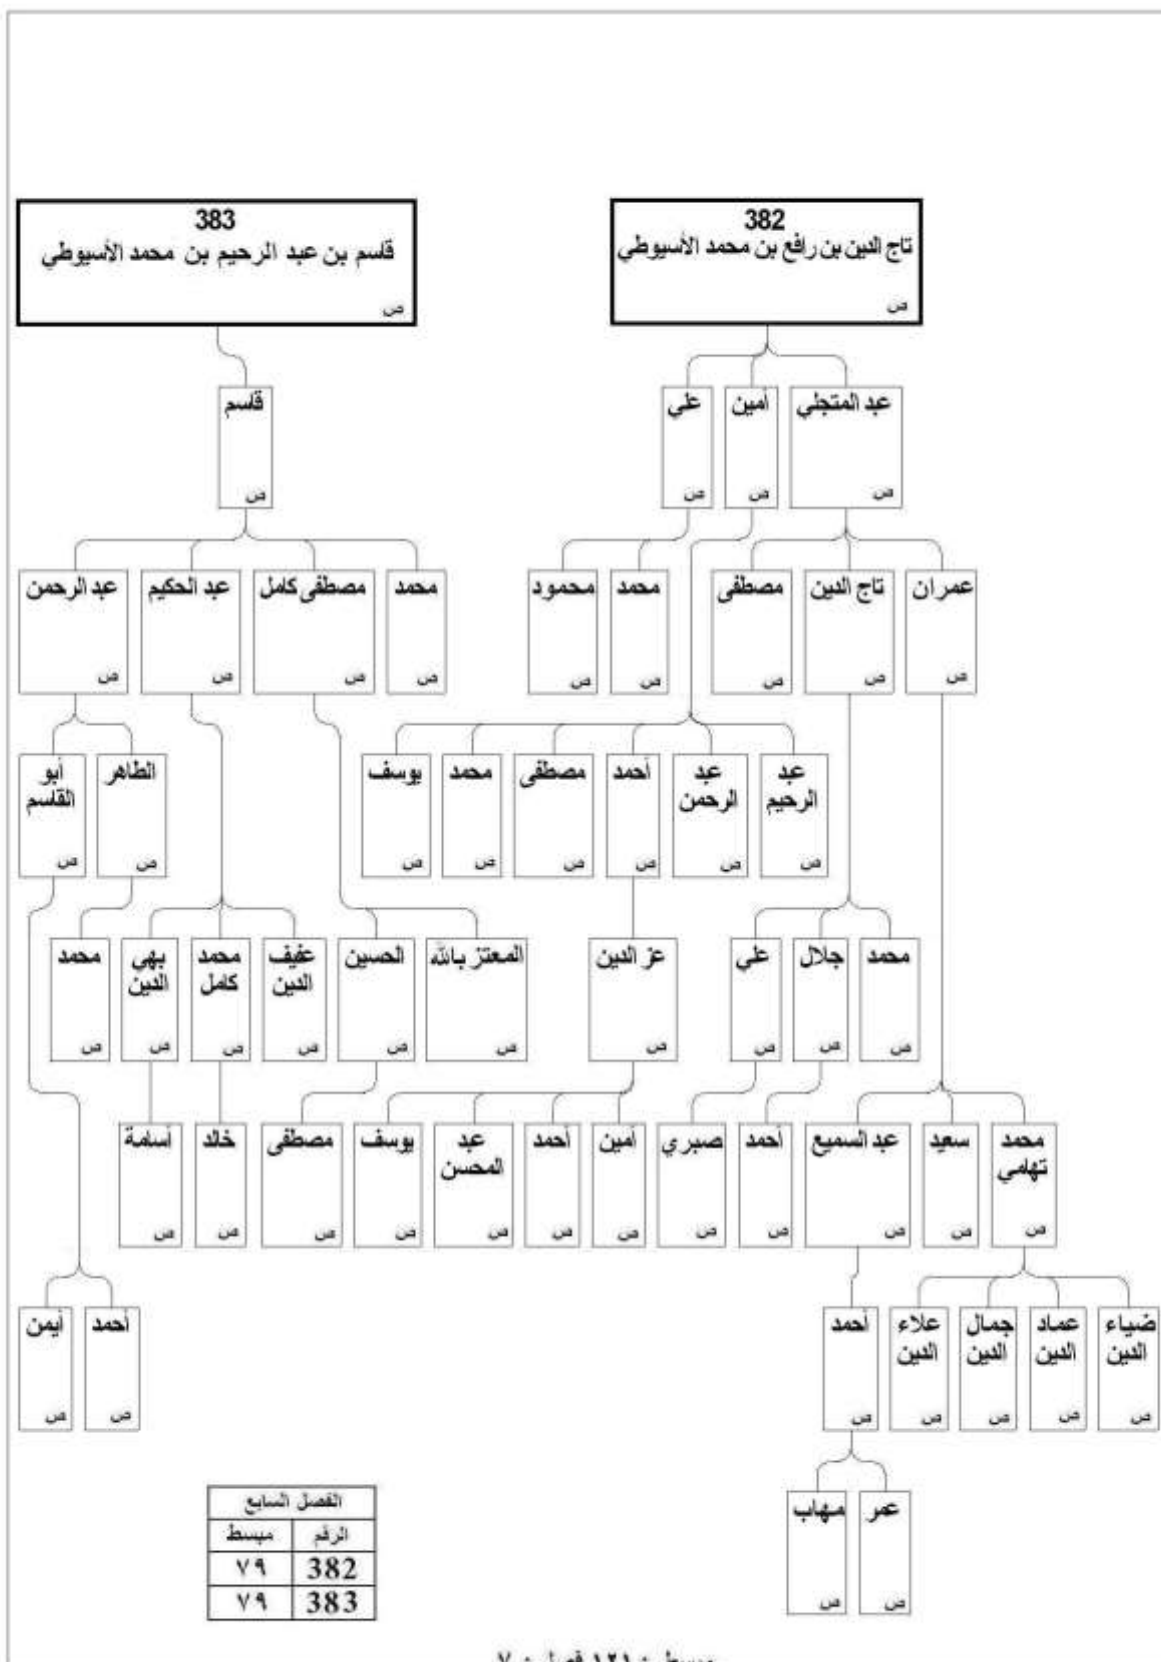 382
تاج الدين بن رافع بن محمد الأسيوطي
ص
383
قاسم بن عبد الرحيم بن محمد الأسيوطي
ص
عبد المتجلي
ص
أمين
ص
علي
ص
قاسم
ص
عمران
ص
تاج الدين
ص
مصطفى
ص
محمد
ص
محمود
ص
محمد
ص
مصطفى كامل
ص
عبد الحكيم
ص
عبد الرحمن
ص
عبد
الرحيم
ص
عبد
الرحمن
ص
أحمد
ص
مصطفى
ص
محمد
ص
يوسف
ص
الطاهر
ص
أبو
القاسم
ص
محمد
ص
جلال
ص
علي
ص
عز الدين
ص
المعتز بالله
ص
الحسين
ص
عفيف
الدين
ص
محمد
كامل
ص
بهي
الدين
ص
محمد
ص
محمد
تهامي
ص
سعيد
ص
عبد السميع
ص
أحمد
ص
صبري
ص
أمين
ص
أحمد
ص
عبد
المحسن
ص
يوسف
ص
مصطفى
ص
خالد
ص
أسامة
ص
ضياء
الدين
ص
عماد
الدين
ص
جمال
الدين
ص
علاء
الدين
ص
أحمد
ص
أحمد
ص
أيمن
ص
عمر
ص
مهاب
ص
الفصل السابع
الرقم مبسط
382 ٧٩
383 ٧٩